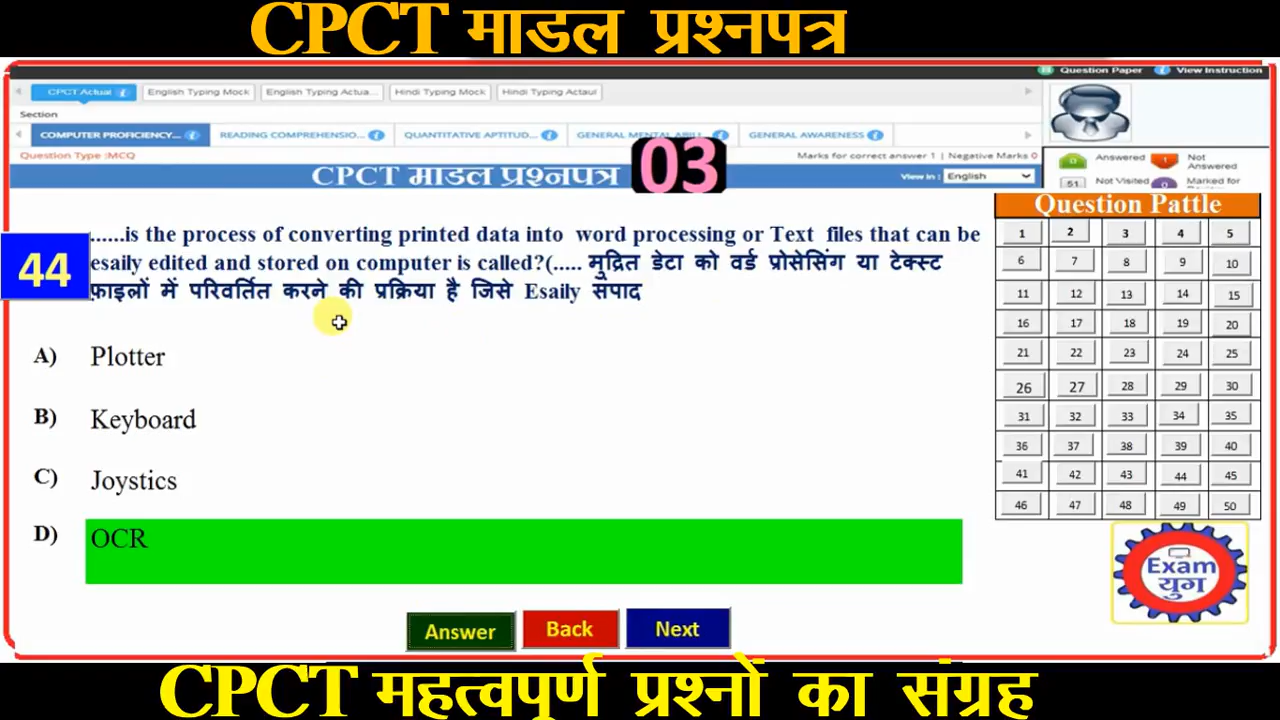 CPCT माडल प्रश्नपत्र
Question Paper View Instruction
CPCT Actual English Typing Mock English Typing Actua... Hindi Typing Mock Hindi Typing Actaul
Section
COMPUTER PROFICIENCY... READING COMPREHENSIO... QUANTITATIVE APTITUD... GENERAL MENTAL ABILI... GENERAL AWARENESS
Question Type :MCQ Marks for correct answer 1 | Negative Marks 0
CPCT माडल प्रश्नपत्र 03 View in : English
0 Answered 1 Not Answered
51 Not Visited 0 Marked for
Question Pattle
44
......is the process of converting printed data into word processing or Text files that can be
esaily edited and stored on computer is called?(..... मुद्रित डेटा को वर्ड प्रोसेसिंग या टेक्स्ट
फ़ाइलों में परिवर्तित करने की प्रक्रिया है जिसे Esaily संपाद
A) Plotter
B) Keyboard
C) Joystics
D) OCR
Answer Back Next
1 2 3 4 5
6 7 8 9 10
11 12 13 14 15
16 17 18 19 20
21 22 23 24 25
26 27 28 29 30
31 32 33 34 35
36 37 38 39 40
41 42 43 44 45
46 47 48 49 50
Exam
युग
CPCT महत्वपूर्ण प्रश्नों का संग्रह